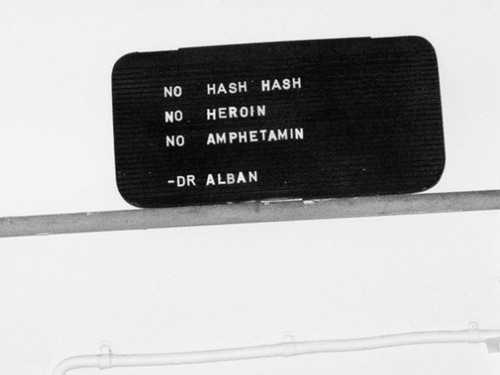 NO HASH HASH
NO HEROIN
NO AMPHETAMIN
-DR ALBAN